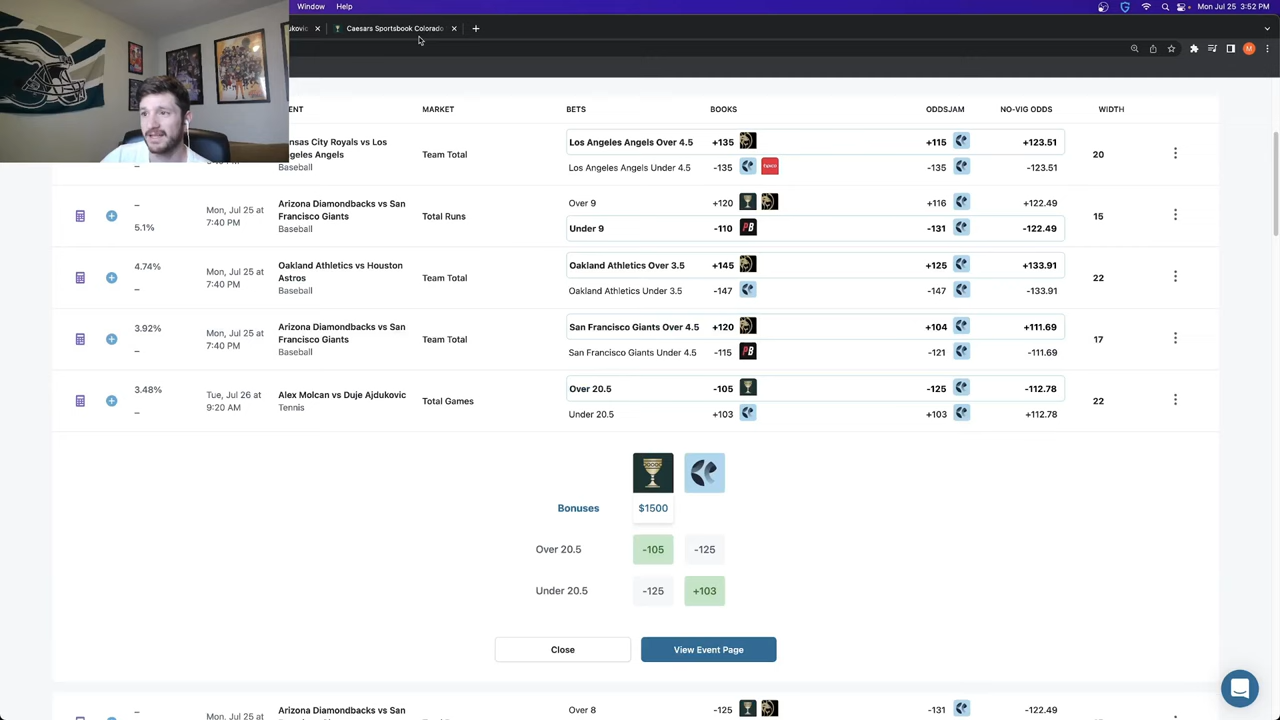 Window Help
Mon Jul 25 3:52 PM
ukovic × Caesars Sportsbook Colorado × +
M
ENT MARKET BETS BOOKS ODDSJAM NO-VIG ODDS WIDTH
nsas City Royals vs Los
geles Angels
Baseball
Team Total
Los Angeles Angels Over 4.5 +135 +115 +123.51
Los Angeles Angels Under 4.5 -135 -135 -123.51
20
–
–
5.1%
Mon, Jul 25 at
7:40 PM
Arizona Diamondbacks vs San
Francisco Giants
Baseball
Total Runs
Over 9 +120 +116 +122.49
Under 9 -110 PB -131 -122.49
15
4.74%
–
Mon, Jul 25 at
7:40 PM
Oakland Athletics vs Houston
Astros
Baseball
Team Total
Oakland Athletics Over 3.5 +145 +125 +133.91
Oakland Athletics Under 3.5 -147 -147 -133.91
22
3.92%
–
Mon, Jul 25 at
7:40 PM
Arizona Diamondbacks vs San
Francisco Giants
Baseball
Team Total
San Francisco Giants Over 4.5 +120 +104 +111.69
San Francisco Giants Under 4.5 -115 PB -121 -111.69
17
3.48%
–
Tue, Jul 26 at
9:20 AM
Alex Molcan vs Duje Ajdukovic
Tennis
Total Games
Over 20.5 -105 -125 -112.78
Under 20.5 +103 +103 +112.78
22
Bonuses $1500
Over 20.5 -105 -125
Under 20.5 -125 +103
Close View Event Page
–
Mon, Jul 25 at
Arizona Diamondbacks vs San
Over 8 -125 -131 -122.49